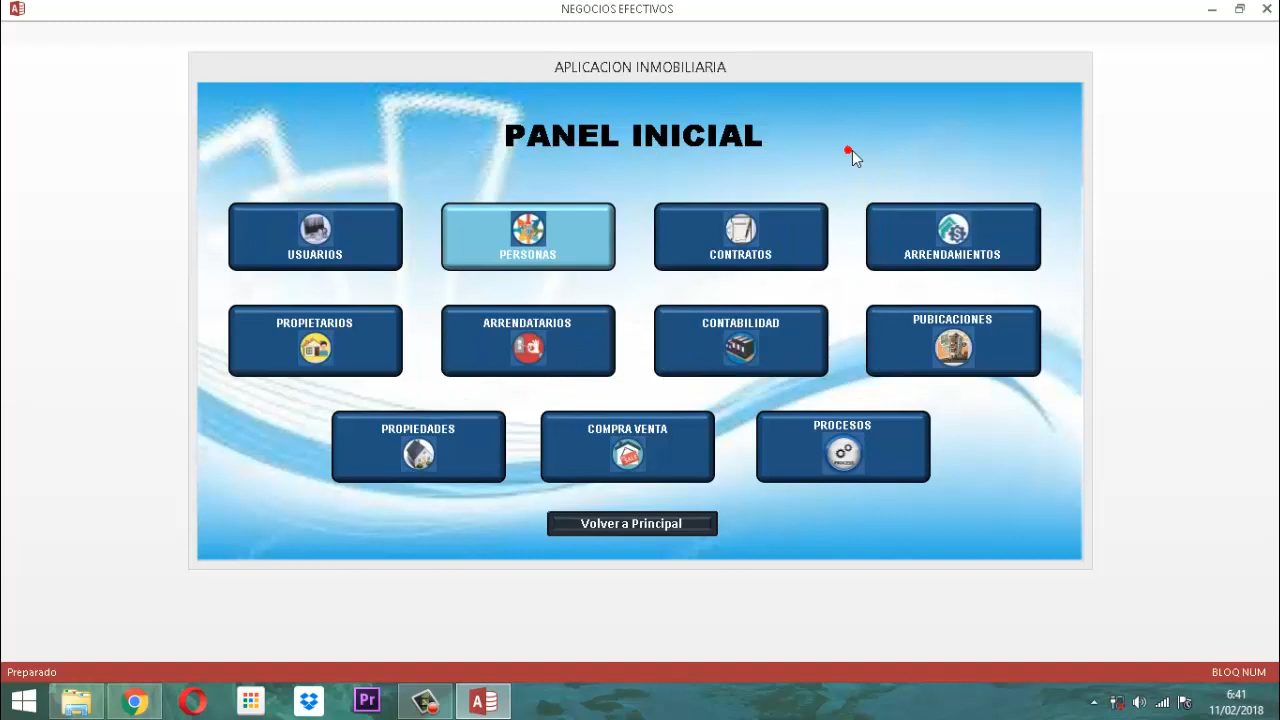 NEGOCIOS EFECTIVOS
APLICACION INMOBILIARIA
PANEL INICIAL
USUARIOS
PERSONAS
CONTRATOS
ARRENDAMIENTOS
PROPIETARIOS
ARRENDATARIOS
CONTABILIDAD
PUBICACIONES
PROPIEDADES
COMPRA VENTA
PROCESOS
Volver a Principal
Preparado
BLOQ NUM
Pr
6:41
11/02/2018